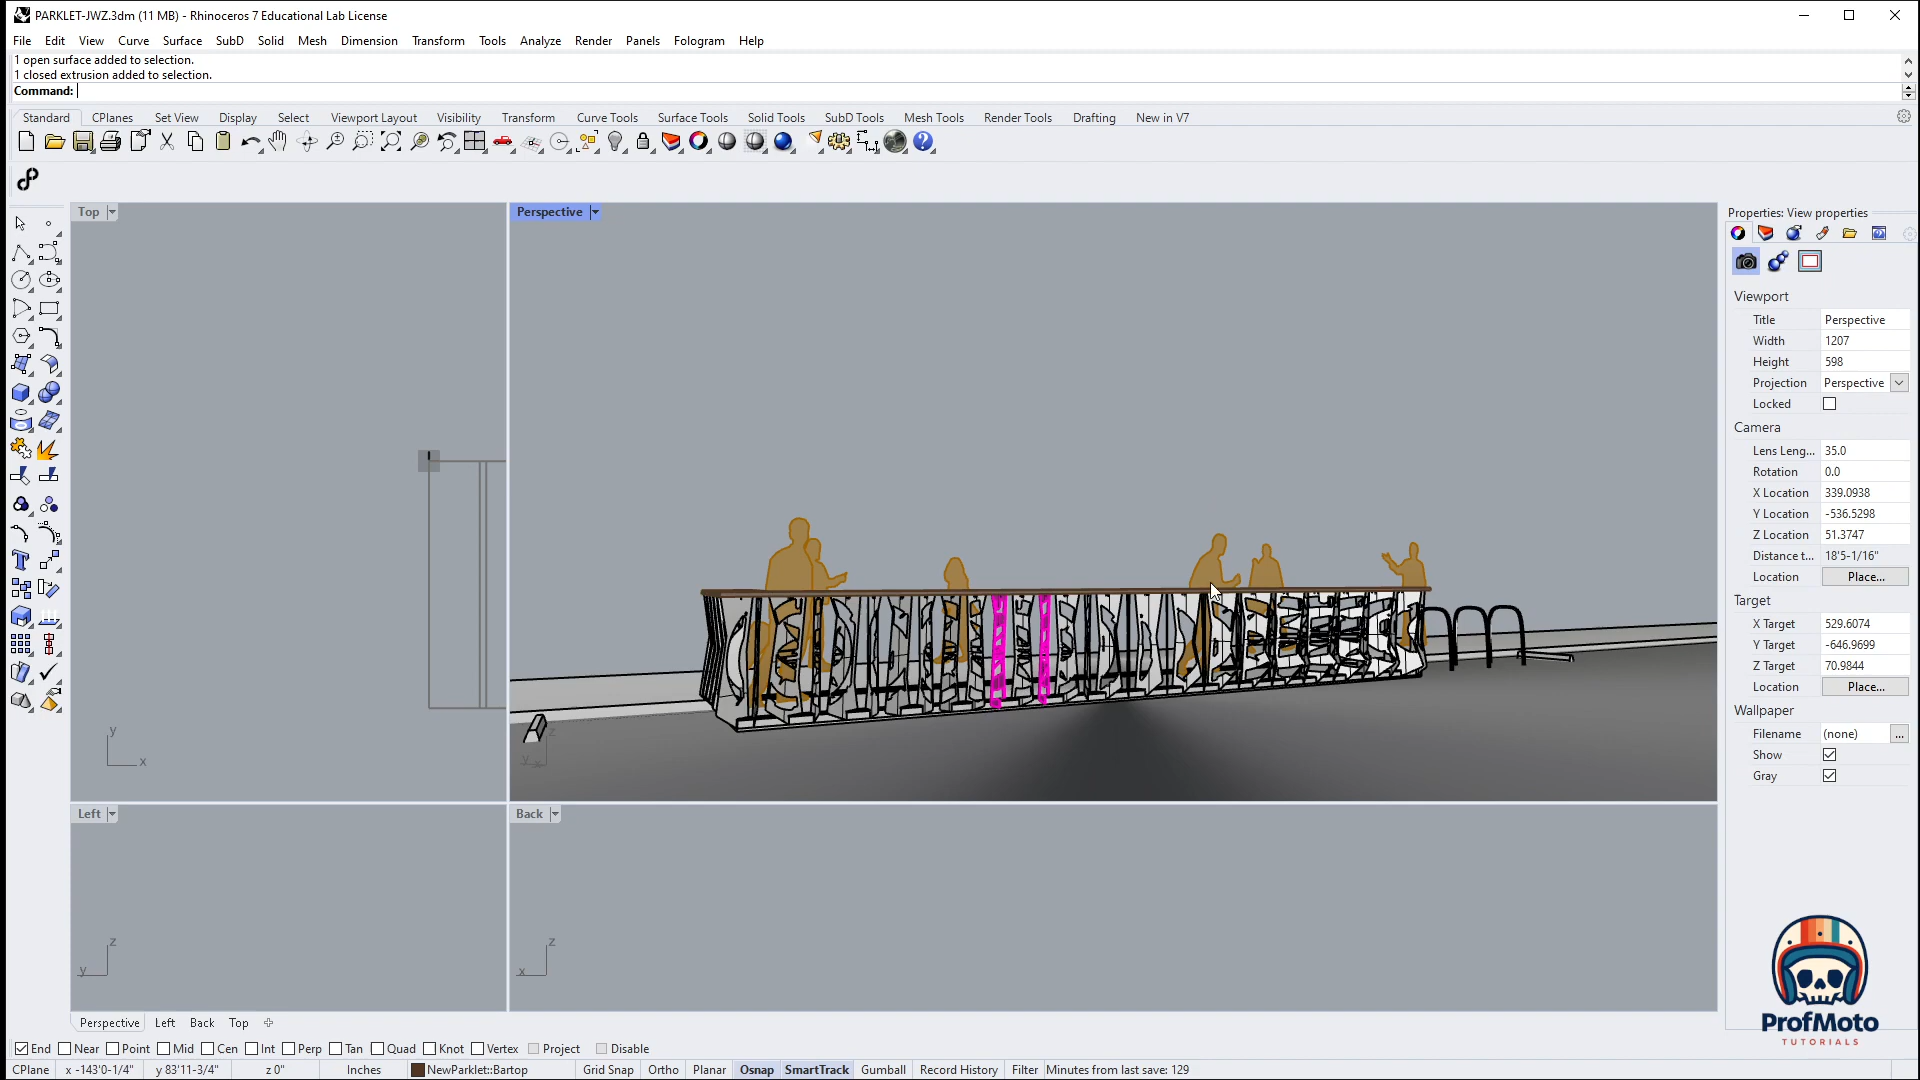 PARKLET-JWZ.3dm (11 MB) - Rhinoceros 7 Educational Lab License
File Edit View Curve Surface SubD Solid Mesh Dimension Transform Tools Analyze Render Panels Fologram Help
1 open surface added to selection.
1 closed extrusion added to selection.
Command:
Standard CPlanes Set View Display Select Viewport Layout Visibility Transform Curve Tools Surface Tools Solid Tools SubD Tools Mesh Tools Render Tools Drafting New in V7
Top Perspective Properties: View properties
Viewport
Title Perspective
Width 1207
Height 598
Projection Perspective
Locked
Camera
Lens Leng... 35.0
Rotation 0.0
X Location 339.0938
Y Location -536.5298
Z Location 51.3747
Distance t... 18'5-1/16"
Location Place...
Target
X Target 529.6074
Y Target -646.9699
Z Target 70.9844
Location Place...
Wallpaper
Filename (none) ...
Show
Gray
y
x
z
y x
Left Back
z
y
z
x
ProfMoto
TUTORIALS
Perspective Left Back Top
End Near Point Mid Cen Int Perp Tan Quad Knot Vertex Project Disable
CPlane x -143'0-1/4" y 83'11-3/4" z 0" Inches NewParklet::Bartop Grid Snap Ortho Planar Osnap SmartTrack Gumball Record History Filter Minutes from last save: 129